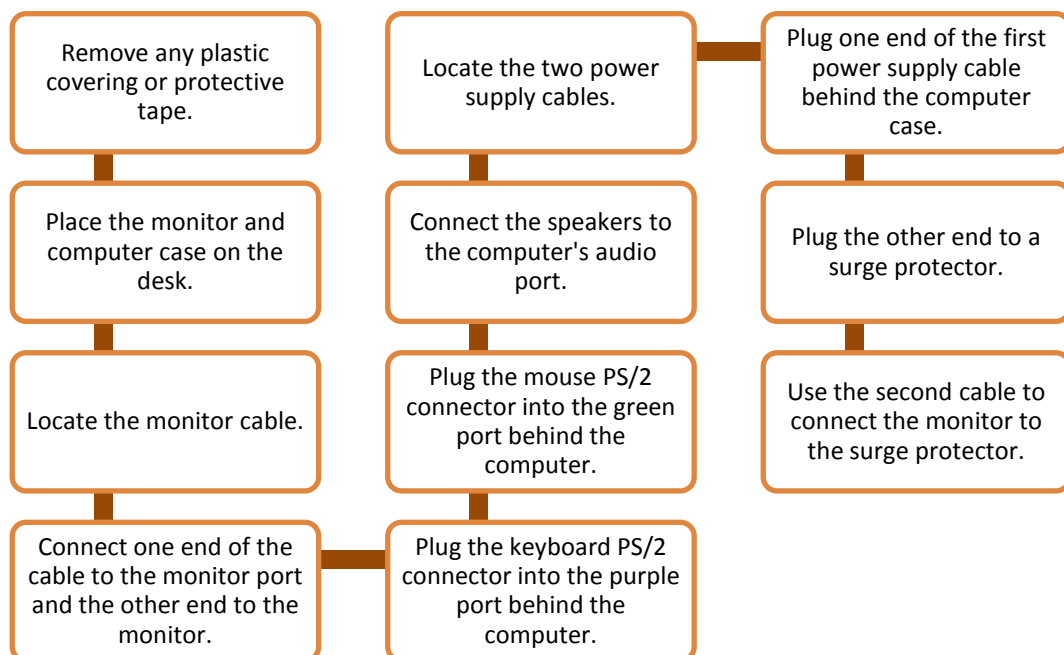 Remove any plastic
covering or protective
tape.
Place the monitor and
computer case on the
desk.
Locate the monitor cable.
Connect one end of the
cable to the monitor port
and the other end to the
monitor.
Plug the keyboard PS/2
connector into the purple
port behind the
computer.
Plug the mouse PS/2
connector into the green
port behind the
computer.
Connect the speakers to
the computer's audio
port.
Locate the two power
supply cables.
Plug one end of the first
power supply cable
behind the computer
case.
Plug the other end to a
surge protector.
Use the second cable to
connect the monitor to
the surge protector.